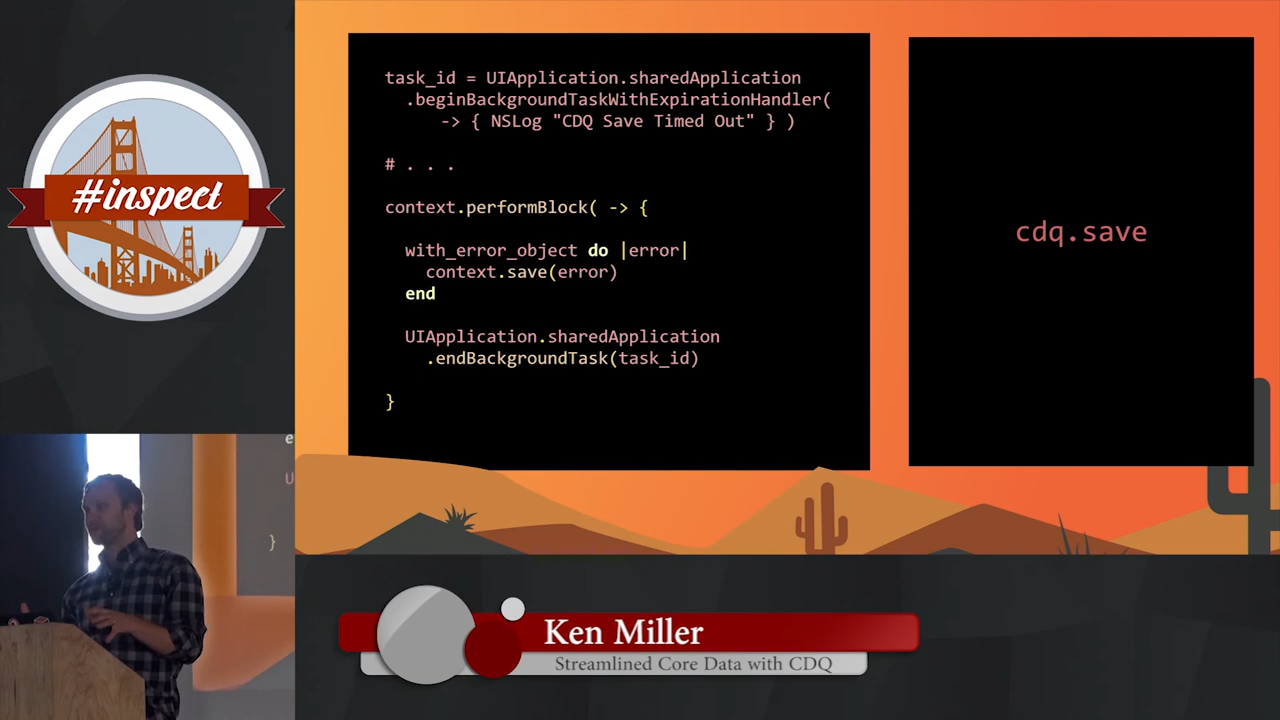 #inspect
task_id = UIApplication.sharedApplication
.beginBackgroundTaskWithExpirationHandler(
-> { NSLog "CDQ Save Timed Out" } )
# . . .
context.performBlock( -> {
with_error_object do |error|
context.save(error)
end
UIApplication.sharedApplication
.endBackgroundTask(task_id)
}
cdq.save
e
U
}
Ken Miller
Streamlined Core Data with CDQ